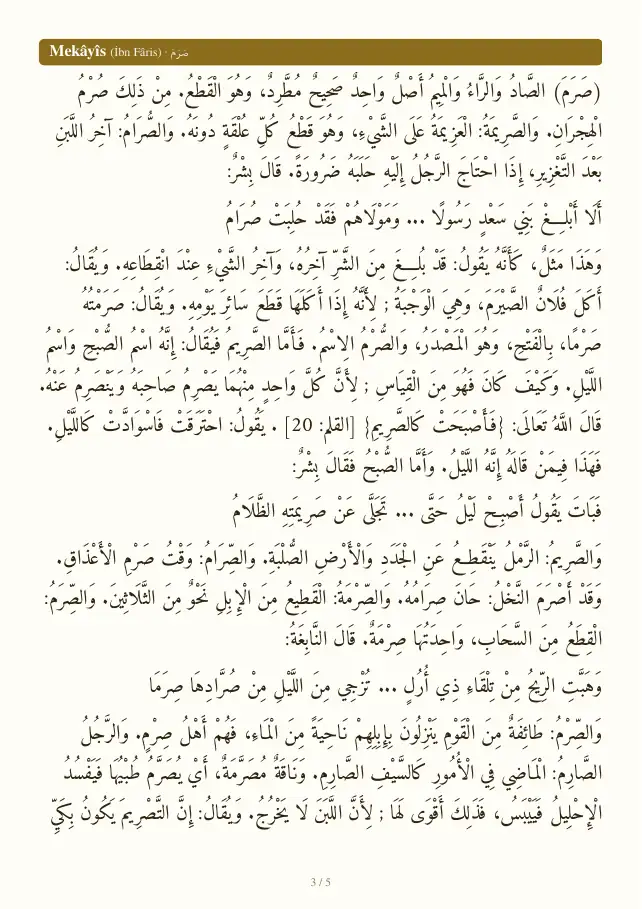 Mekâyîs (İbn Fâris) · صَرَمَ
(صَرَمَ) الصَّادُ وَالرَّاءُ وَالْمِيمُ أَصْلٌ وَاحِدٌ صَحِيحٌ مُطَّرِدٌ، وَهُوَ الْقَطْعُ. مِنْ ذَلِكَ صُرْمُ
الْهِجْرَانِ. وَالصَّرِيمَةُ: الْعَزِيمَةُ عَلَى الشَّيْءِ، وَهُوَ قَطْعُ كُلِّ عُلْقَةٍ دُونَهُ. وَالصُّرَامُ: آخِرُ اللَّبَنِ
بَعْدَ التَّغْزِيرِ، إِذَا احْتَاجَ الرَّجُلُ إِلَيْهِ حَلَبَهُ ضَرُورَةً. قَالَ بِشْرٌ:
أَلَا أَبْلِغْ بَنِي سَعْدٍ رَسُولًا ... وَمَوْلَاهُمْ فَقَدْ حُلِبَتْ صُرَامُ
وَهَذَا مَثَلٌ، كَأَنَّهُ يَقُولُ: قَدْ بُلِغَ مِنَ الشَّرِّ آخِرُهُ، وَآخِرُ الشَّيْءِ عِنْدَ انْقِطَاعِهِ. وَيُقَالُ:
أَكَلَ فُلَانٌ الصَّيْرَمَ، وَهِيَ الْوَجْبَةُ ; لِأَنَّهُ إِذَا أَكَلَهَا قَطَعَ سَائِرَ يَوْمِهِ. وَيُقَالُ: صَرَمْتُهُ
صَرْمًا، بِالْفَتْحِ، وَهُوَ الْمَصْدَرُ، وَالصُّرْمُ الِاسْمُ. فَأَمَّا الصَّرِيمُ فَيُقَالُ: إِنَّهُ اسْمُ الصُّبْحِ وَاسْمُ
اللَّيْلِ. وَكَيْفَ كَانَ فَهُوَ مِنَ الْقِيَاسِ ; لِأَنَّ كُلَّ وَاحِدٍ مِنْهُمَا يَصْرِمُ صَاحِبَهُ وَيَنْصَرِمُ عَنْهُ.
قَالَ اللَّهُ تَعَالَى: {فَأَصْبَحَتْ كَالصَّرِيمِ} [القلم: 20] . يَقُولُ: احْتَرَقَتْ فَاسْوَادَّتْ كَاللَّيْلِ.
فَهَذَا فِيمَنْ قَالَهُ إِنَّهُ اللَّيْلُ. وَأَمَّا الصُّبْحُ فَقَالَ بِشْرٌ:
فَبَاتَ يَقُولُ أَصْبِحْ لَيْلُ حَتَّى ... تَجَلَّى عَنْ صَرِيمَتِهِ الظَّلَامُ
وَالصَّرِيمُ: الرَّمْلُ يَنْقَطِعُ عَنِ الْجَدَدِ وَالْأَرْضِ الصُّلْبَةِ. وَالصِّرَامُ: وَقْتُ صَرْمِ الْأَعْذَاقِ.
وَقَدْ أَصْرَمَ النَّخْلُ: حَانَ صِرَامُهُ. وَالصِّرْمَةُ: الْقَطِيعُ مِنَ الْإِبِلِ نَحْوٌ مِنَ الثَّلَاثِينَ. وَالصِّرَمُ:
الْقِطَعُ مِنَ السَّحَابِ، وَاحِدَتُهَا صِرْمَةٌ. قَالَ النَّابِغَةُ:
وَهَبَّتِ الرِّيحُ مِنْ تِلْقَاءِ ذِي أُرُلٍ ... تُزْجِي مِنَ اللَّيْلِ مِنْ صُرَّادِهَا صِرَمَا
وَالصِّرْمُ: طَائِفَةٌ مِنَ الْقَوْمِ يَنْزِلُونَ بِإِبِلِهِمْ نَاحِيَةً مِنَ الْمَاءِ، فَهُمْ أَهْلُ صِرْمٍ. وَالرَّجُلُ
الصَّارِمُ: الْمَاضِي فِي الْأُمُورِ كَالسَّيْفِ الصَّارِمِ. وَنَاقَةٌ مُصَرَّمَةٌ، أَيْ يُصَرَّمُ طُبْيُهَا فَيَفْسُدُ
الْإِحْلِيلُ فَيَيْبَسُ، فَذَلِكَ أَقْوَى لَهَا ; لِأَنَّ اللَّبَنَ لَا يَخْرُجُ. وَيُقَالُ: إِنَّ التَّصْرِيمَ يَكُونُ بِكَيِّ
3 / 5